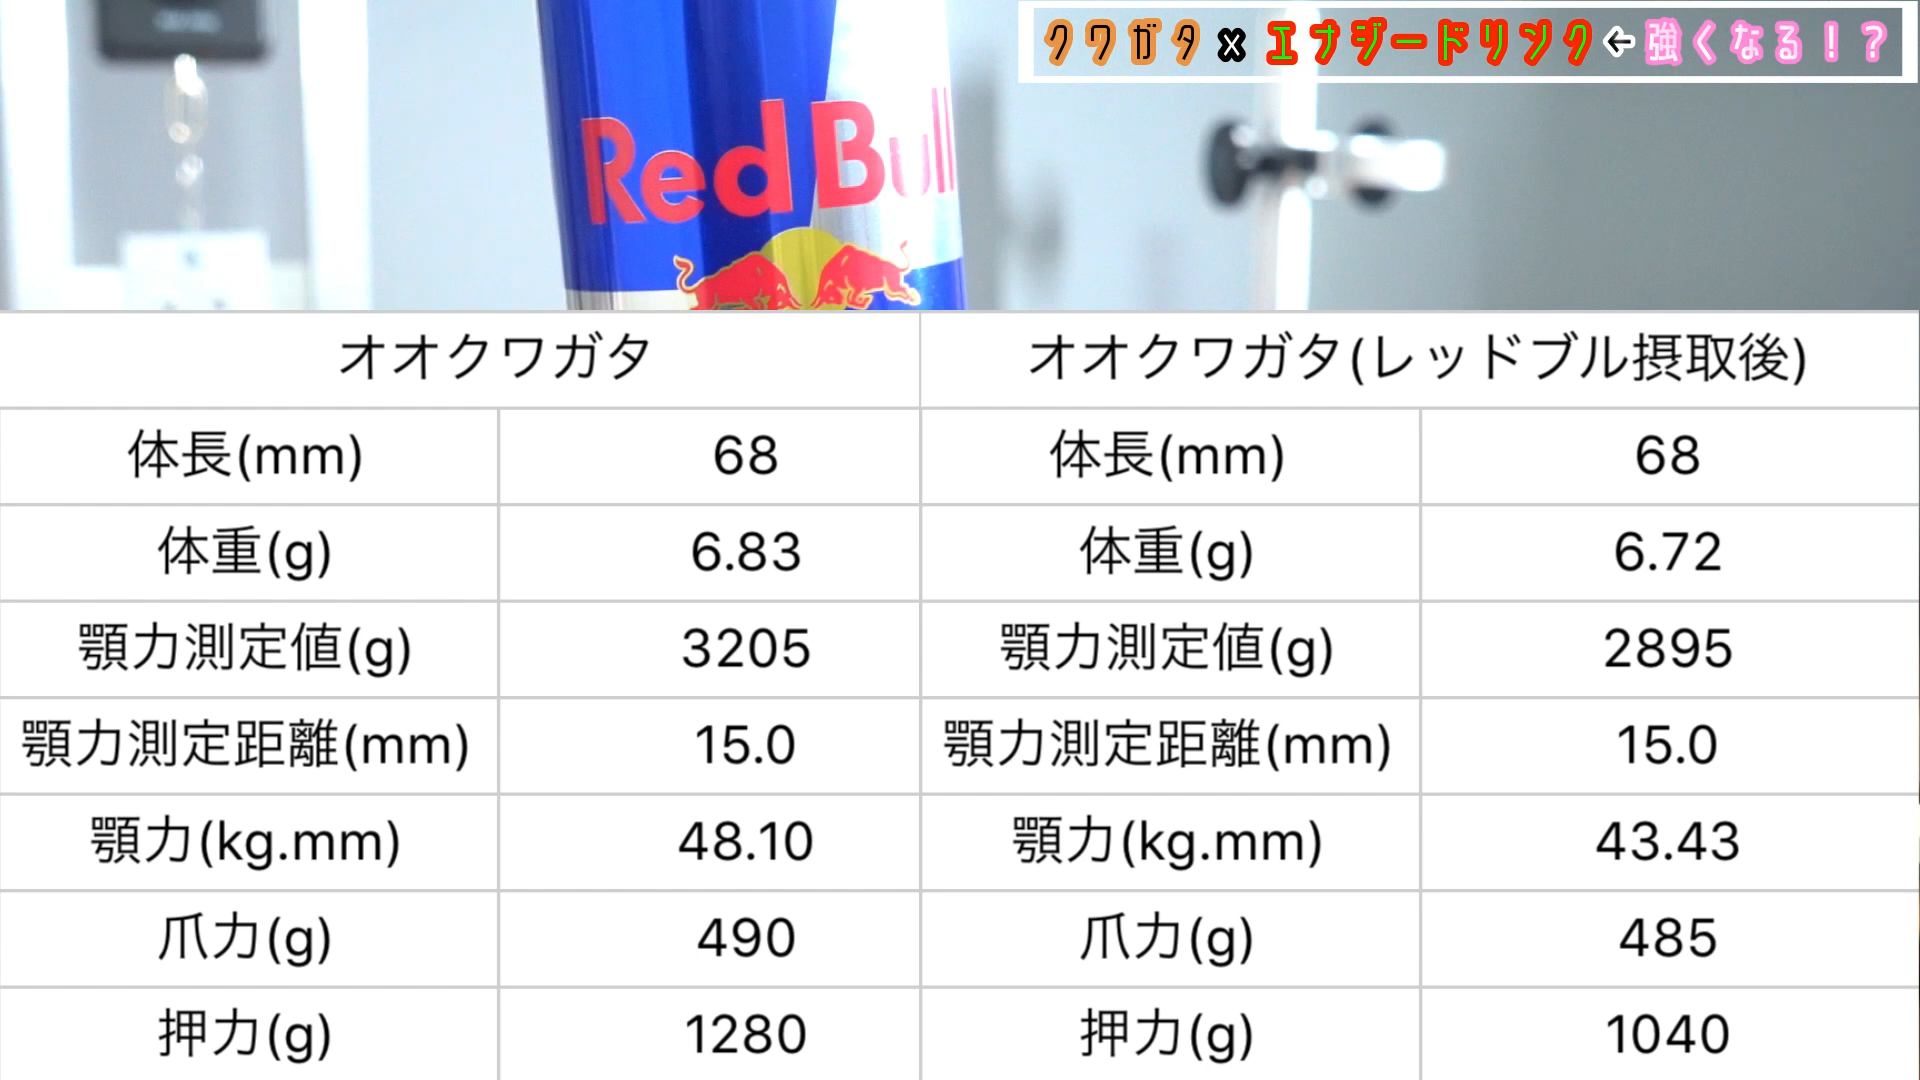 クワガタ x エナジードリンク←強くなる！？
Red Bull
オオクワガタ オオクワガタ(レッドブル摂取後)
体長(mm) 68 体長(mm) 68
体重(g) 6.83 体重(g) 6.72
顎力測定値(g) 3205 顎力測定値(g) 2895
顎力測定距離(mm) 15.0 顎力測定距離(mm) 15.0
顎力(kg.mm) 48.10 顎力(kg.mm) 43.43
爪力(g) 490 爪力(g) 485
押力(g) 1280 押力(g) 1040